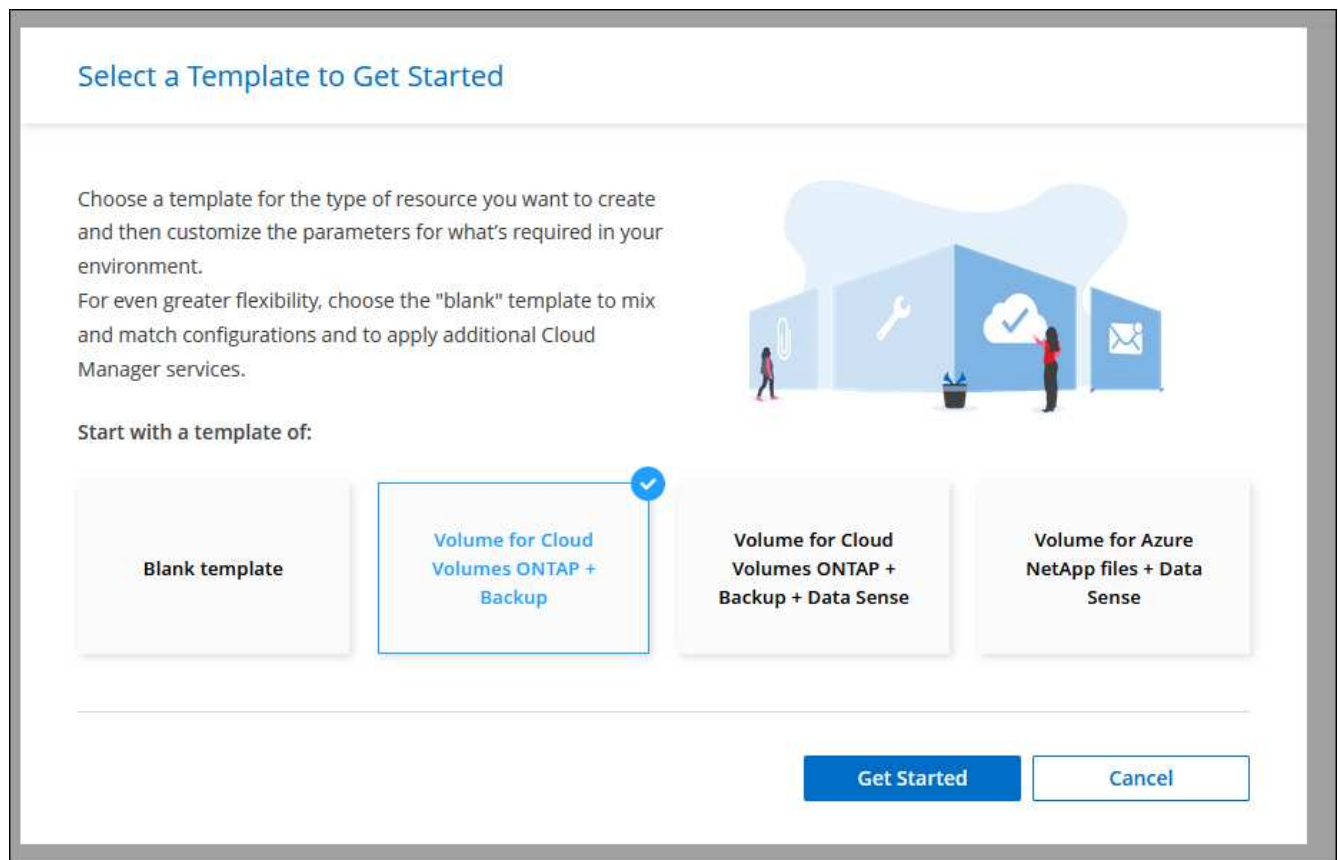 Select a Template to Get Started
Choose a template for the type of resource you want to create
and then customize the parameters for what's required in your
environment.
For even greater flexibility, choose the "blank" template to mix
and match configurations and to apply additional Cloud
Manager services.
Start with a template of:
Blank template
Volume for Cloud
Volumes ONTAP +
Backup
Volume for Cloud
Volumes ONTAP +
Backup + Data Sense
Volume for Azure
NetApp files + Data
Sense
Get Started
Cancel